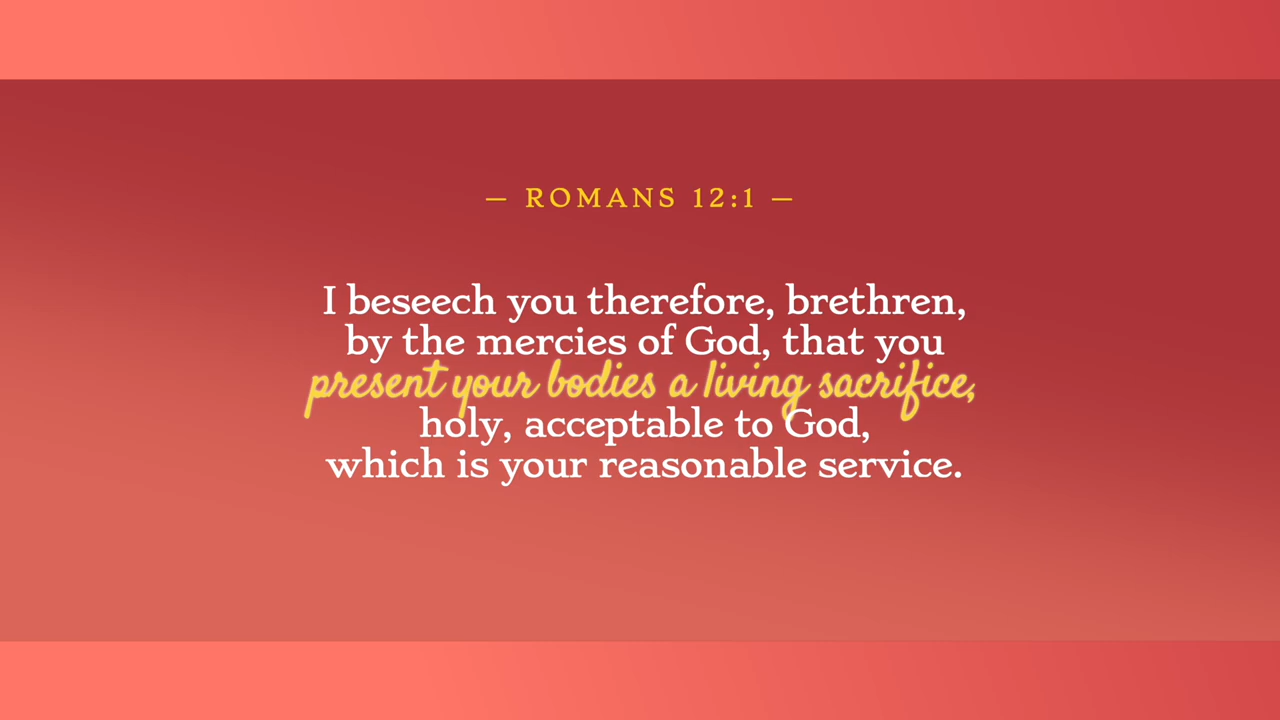 — ROMANS 12:1 —
I beseech you therefore, brethren,
by the mercies of God, that you
present your bodies a living sacrifice,
holy, acceptable to God,
which is your reasonable service.